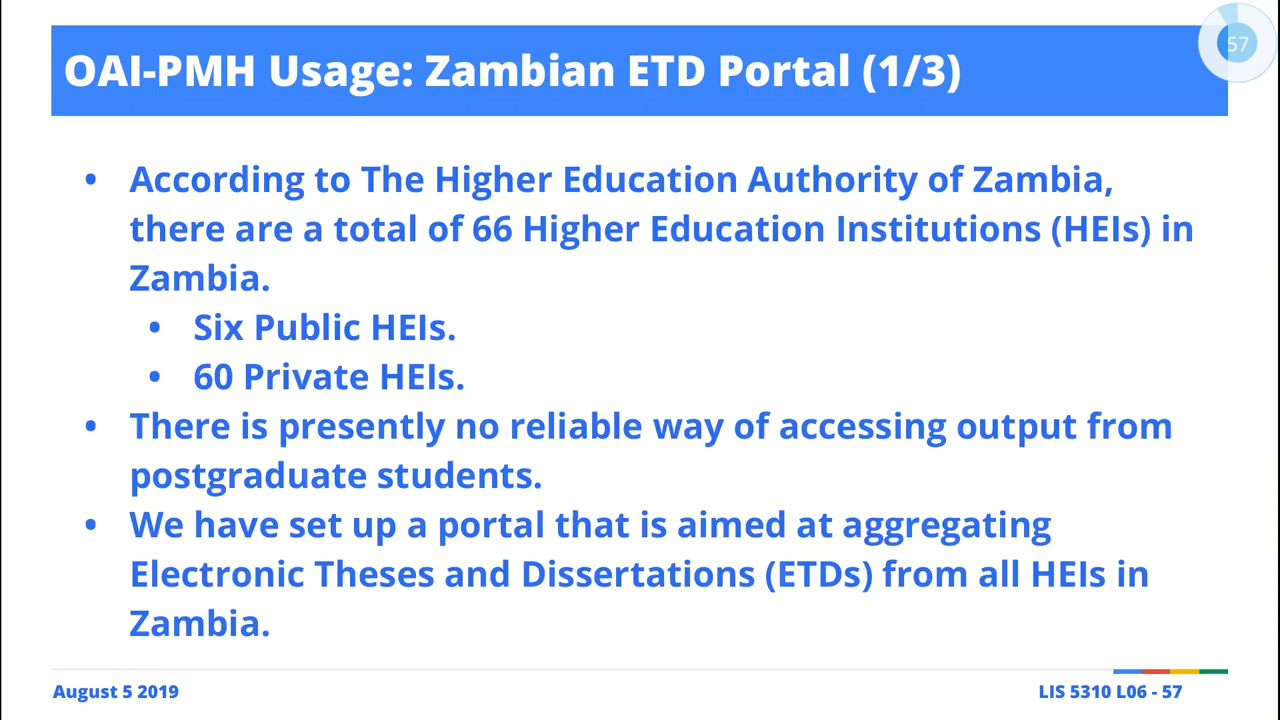 OAI-PMH Usage: Zambian ETD Portal (1/3)
57
• According to The Higher Education Authority of Zambia,
there are a total of 66 Higher Education Institutions (HEIs) in
Zambia.
• Six Public HEIs.
• 60 Private HEIs.
• There is presently no reliable way of accessing output from
postgraduate students.
• We have set up a portal that is aimed at aggregating
Electronic Theses and Dissertations (ETDs) from all HEIs in
Zambia.
August 5 2019
LIS 5310 L06 - 57